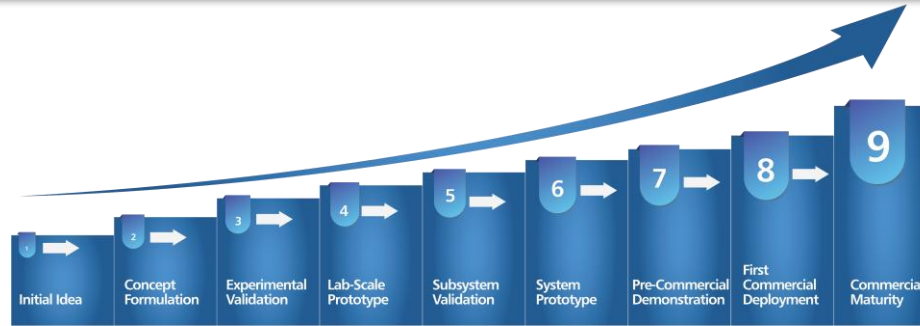 1
Initial Idea
2
Concept
Formulation
3
Experimental
Validation
4
Lab-Scale
Prototype
5
Subsystem
Validation
6
System
Prototype
7
Pre-Commercial
Demonstration
8
First
Commercial
Deployment
9
Commercial
Maturity